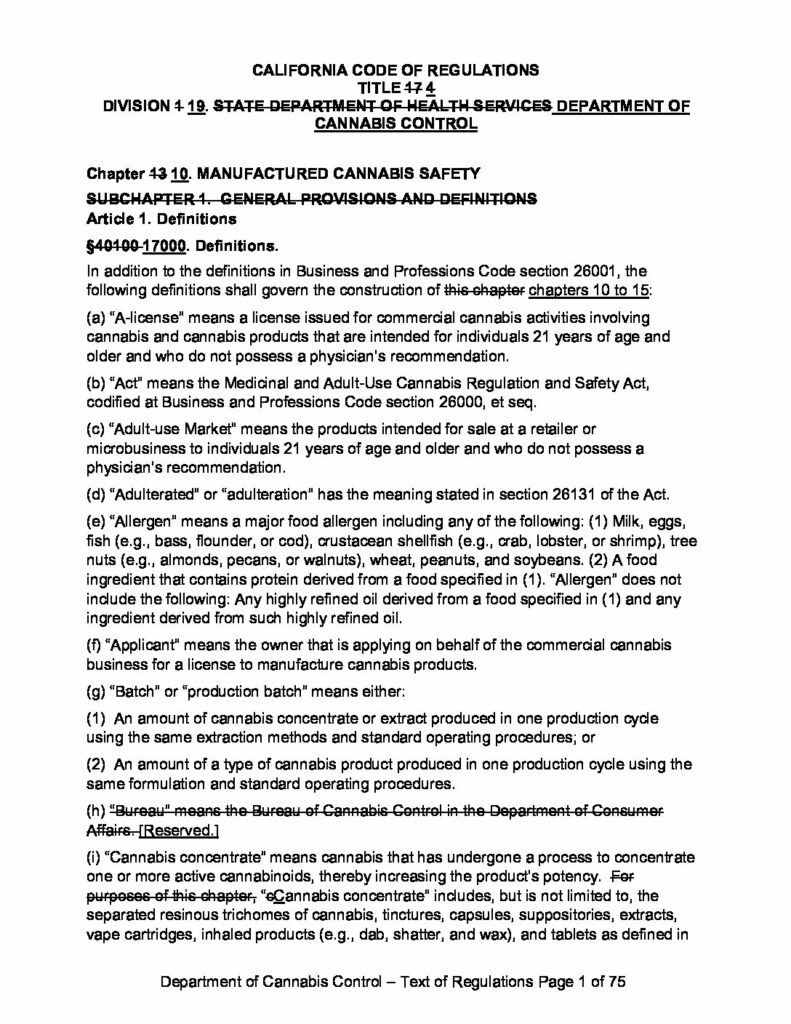 CALIFORNIA CODE OF REGULATIONS
TITLE 17 4
DIVISION 1 19. STATE DEPARTMENT OF HEALTH SERVICES DEPARTMENT OF
CANNABIS CONTROL
Chapter 13 10. MANUFACTURED CANNABIS SAFETY
SUBCHAPTER 1. GENERAL PROVISIONS AND DEFINITIONS
Article 1. Definitions
§40100 17000. Definitions.
In addition to the definitions in Business and Professions Code section 26001, the
following definitions shall govern the construction of this chapter chapters 10 to 15:
(a) "A-license" means a license issued for commercial cannabis activities involving
cannabis and cannabis products that are intended for individuals 21 years of age and
older and who do not possess a physician's recommendation.
(b) "Act" means the Medicinal and Adult-Use Cannabis Regulation and Safety Act,
codified at Business and Professions Code section 26000, et seq.
(c) "Adult-use Market" means the products intended for sale at a retailer or
microbusiness to individuals 21 years of age and older and who do not possess a
physician's recommendation.
(d) "Adulterated" or "adulteration" has the meaning stated in section 26131 of the Act.
(e) "Allergen" means a major food allergen including any of the following: (1) Milk, eggs,
fish (e.g., bass, flounder, or cod), crustacean shellfish (e.g., crab, lobster, or shrimp), tree
nuts (e.g., almonds, pecans, or walnuts), wheat, peanuts, and soybeans. (2) A food
ingredient that contains protein derived from a food specified in (1). "Allergen" does not
include the following: Any highly refined oil derived from a food specified in (1) and any
ingredient derived from such highly refined oil.
(f) "Applicant" means the owner that is applying on behalf of the commercial cannabis
business for a license to manufacture cannabis products.
(g) "Batch" or "production batch" means either:
(1) An amount of cannabis concentrate or extract produced in one production cycle
using the same extraction methods and standard operating procedures; or
(2) An amount of a type of cannabis product produced in one production cycle using the
same formulation and standard operating procedures.
(h) "Bureau" means the Bureau of Cannabis Control in the Department of Consumer
Affairs. [Reserved.]
(i) "Cannabis concentrate" means cannabis that has undergone a process to concentrate
one or more active cannabinoids, thereby increasing the product's potency. For
purposes of this chapter, "cCannabis concentrate" includes, but is not limited to, the
separated resinous trichomes of cannabis, tinctures, capsules, suppositories, extracts,
vape cartridges, inhaled products (e.g., dab, shatter, and wax), and tablets as defined in
Department of Cannabis Control – Text of Regulations Page 1 of 75